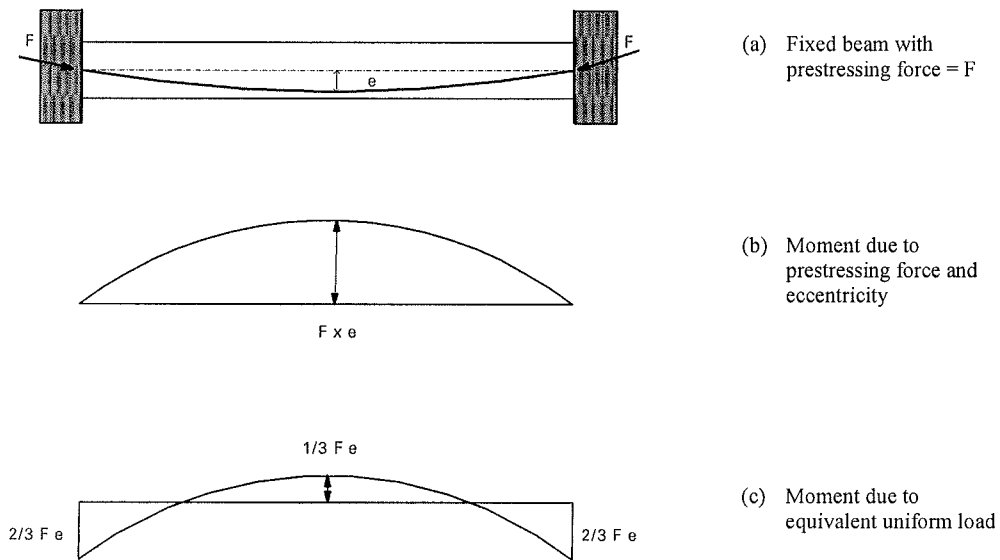 F
F
e
(a) Fixed beam with
prestressing force = F
(b) Moment due to
prestressing force and
eccentricity
F x e
1/3 F e
2/3 F e
2/3 F e
(c) Moment due to
equivalent uniform load